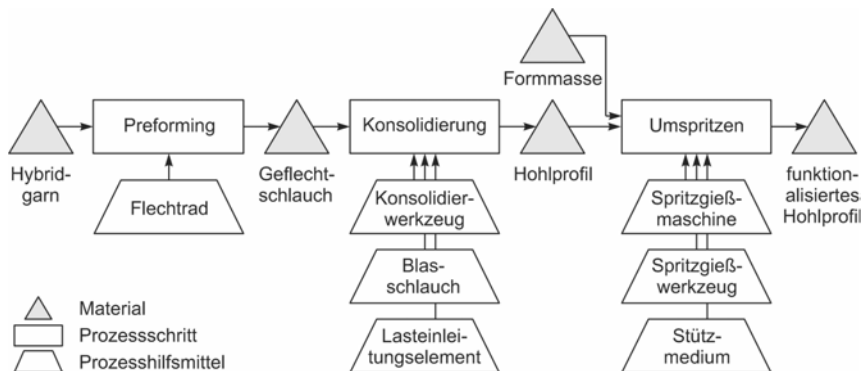 Formmasse
Preforming
Konsolidierung
Umspritzen
Hybrid-
garn
Geflecht-
schlauch
Hohlprofil
funktion-
alisiertes
Hohlprofil
Flechtrad
Konsolidier-
werkzeug
Spritzgieß-
maschine
Blas-
schlauch
Spritzgieß-
werkzeug
Lasteinlei-
tungselement
Stütz-
medium
Material
Prozessschritt
Prozesshilfsmittel